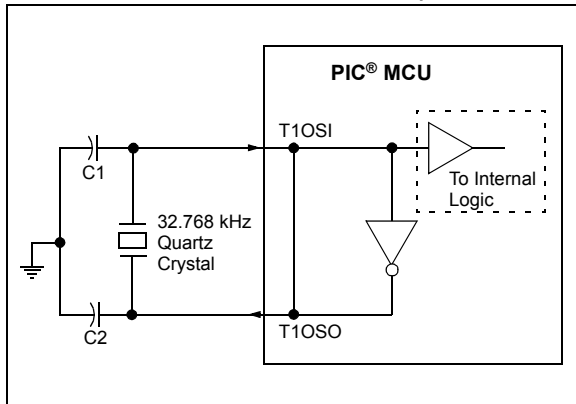 PIC® MCU
T1OSI
C1
To Internal
Logic
32.768 kHz
Quartz
Crystal
T1OSO
C2